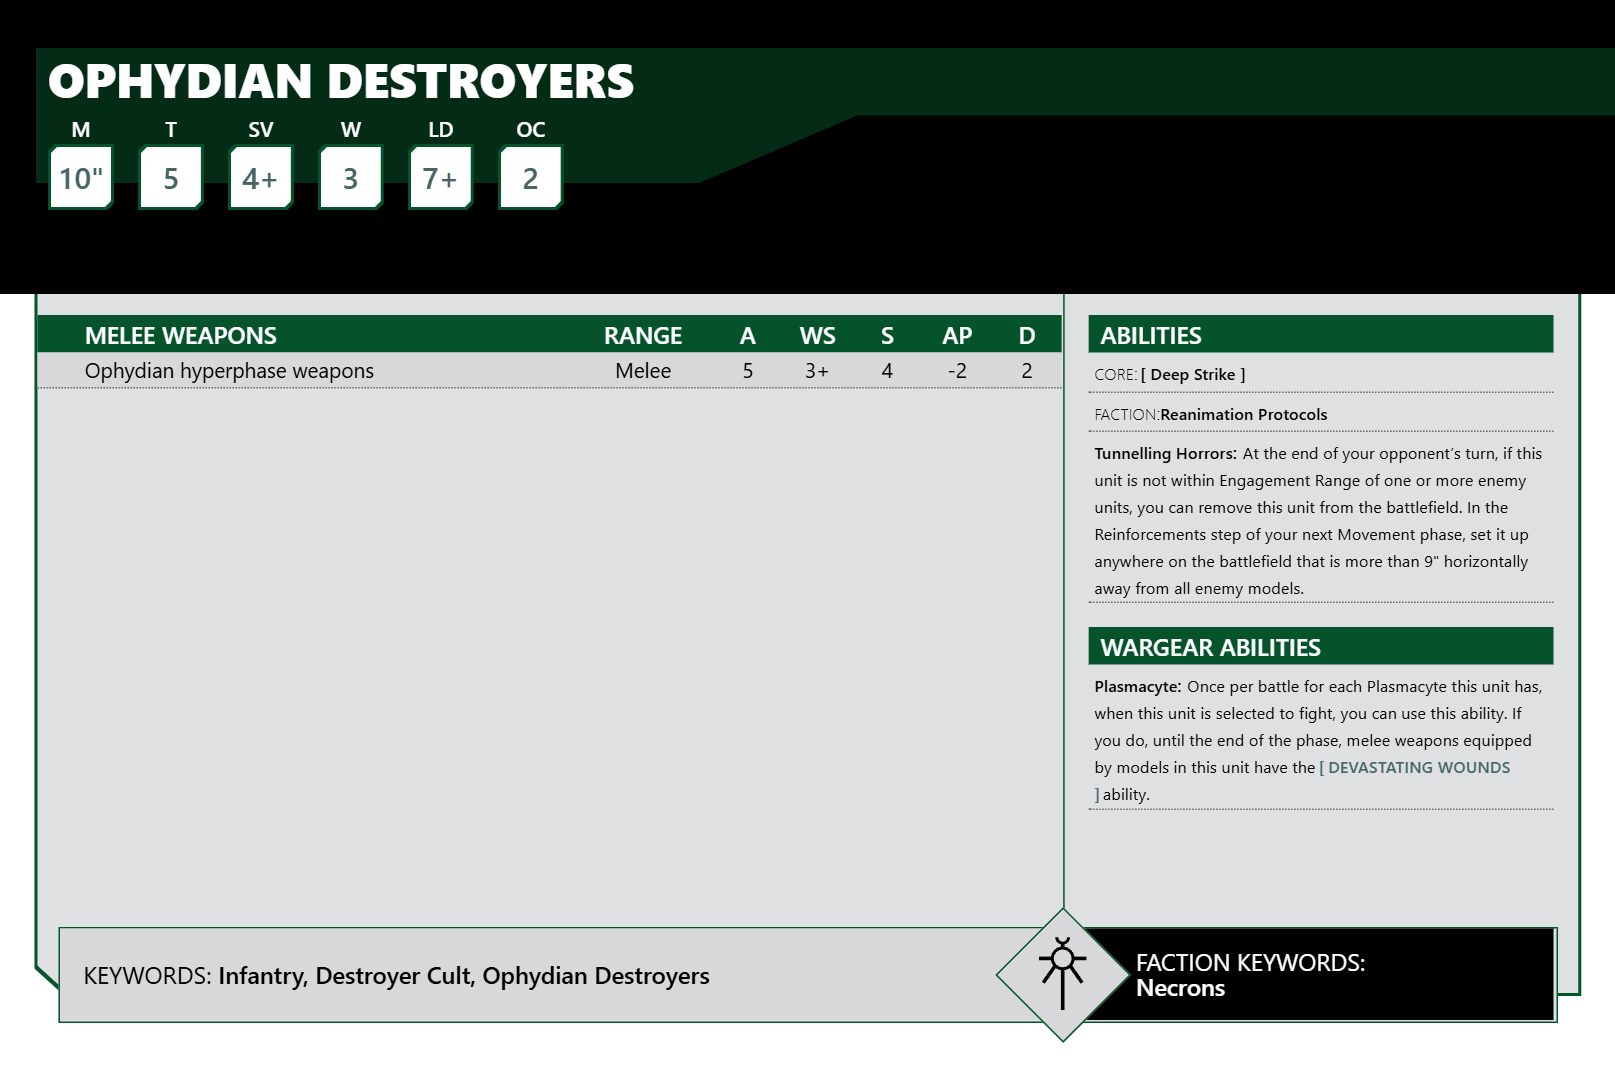 OPHYDIAN DESTROYERS
M T SV W LD OC
10" 5 4+ 3 7+ 2
MELEE WEAPONS RANGE A WS S AP D
Ophydian hyperphase weapons Melee 5 3+ 4 -2 2
ABILITIES
CORE: [ Deep Strike ]
FACTION:Reanimation Protocols
Tunnelling Horrors: At the end of your opponent's turn, if this
unit is not within Engagement Range of one or more enemy
units, you can remove this unit from the battlefield. In the
Reinforcements step of your next Movement phase, set it up
anywhere on the battlefield that is more than 9" horizontally
away from all enemy models.
WARGEAR ABILITIES
Plasmacyte: Once per battle for each Plasmacyte this unit has,
when this unit is selected to fight, you can use this ability. If
you do, until the end of the phase, melee weapons equipped
by models in this unit have the [ DEVASTATING WOUNDS
] ability.
KEYWORDS: Infantry, Destroyer Cult, Ophydian Destroyers
FACTION KEYWORDS:
Necrons